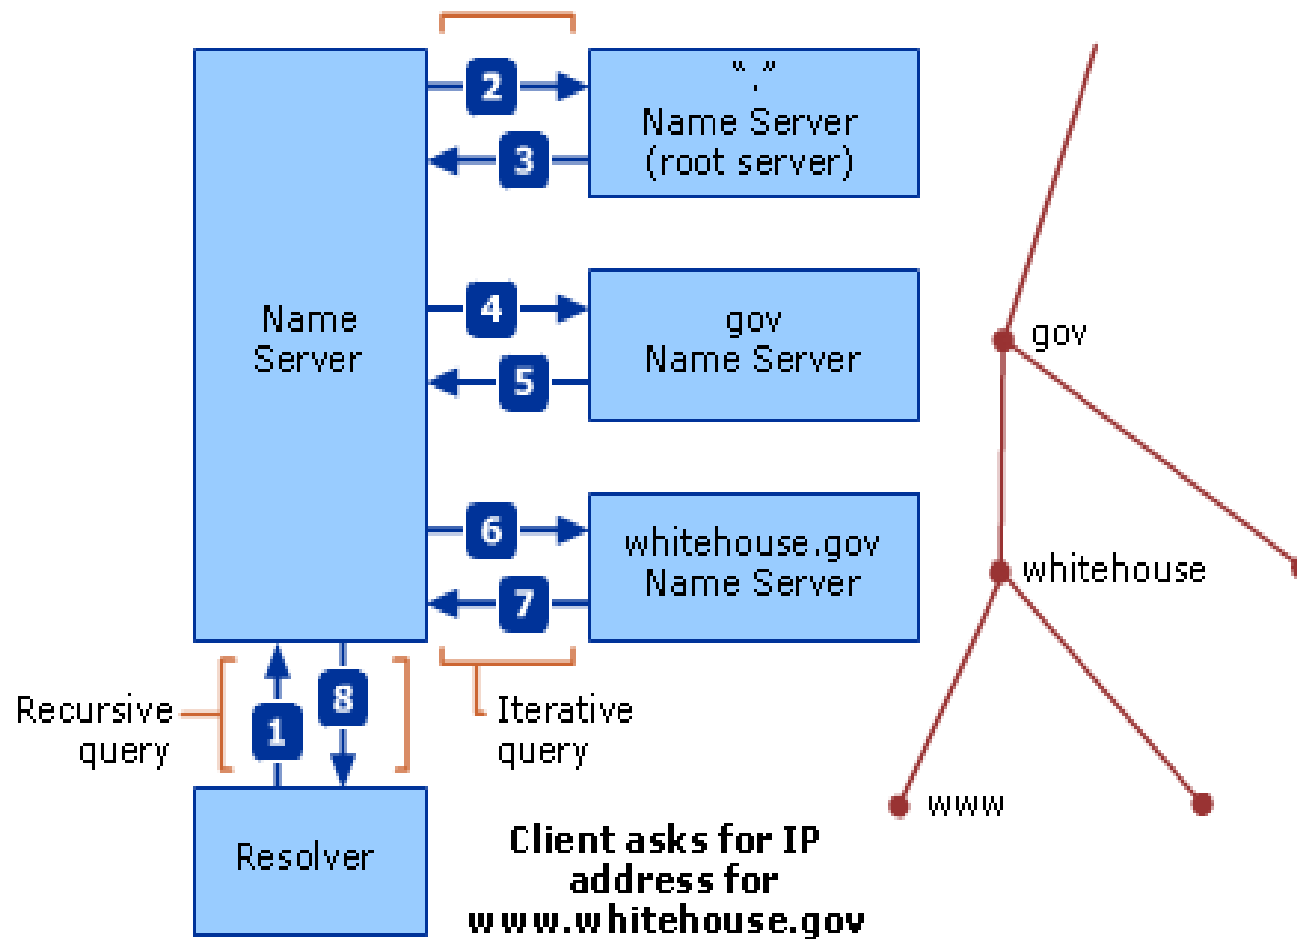 2
“.”
Name Server
(root server)
3
Name
Server
4
gov
Name Server
5
gov
6
whitehouse.gov
Name Server
7
whitehouse
Recursive
query
1
8
Iterative
query
www
Resolver
Client asks for IP
address for
www.whitehouse.gov